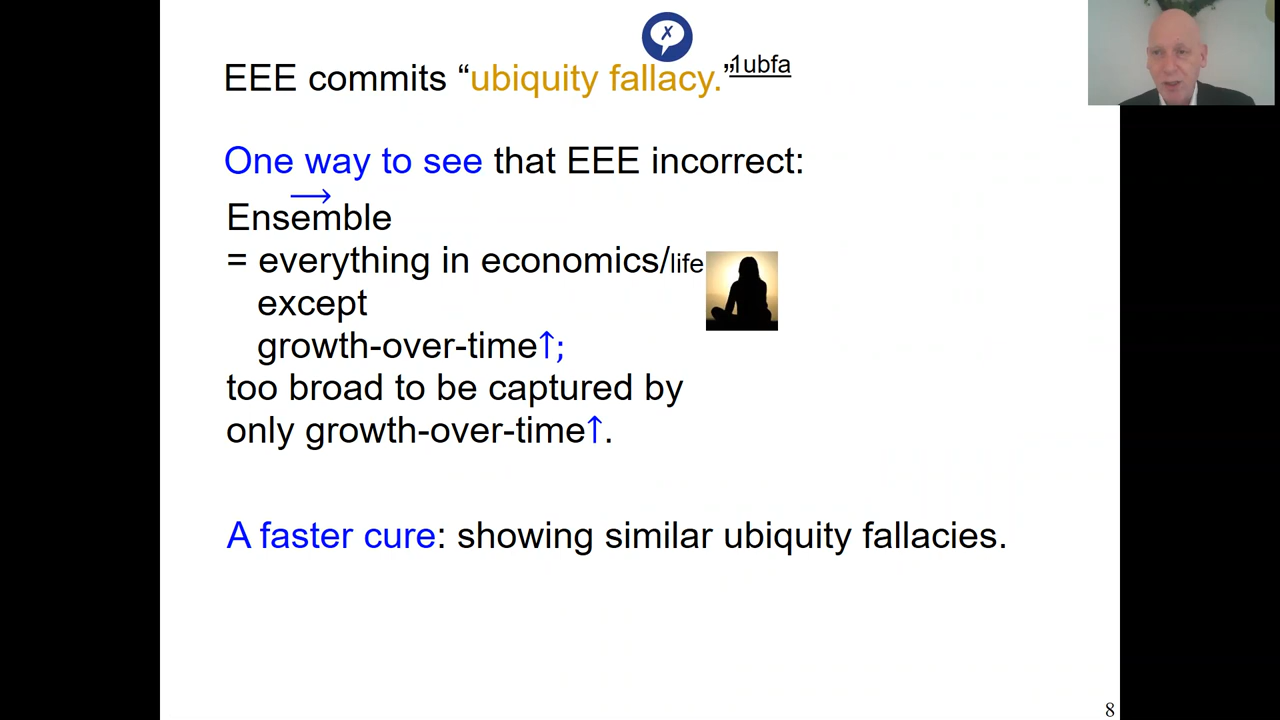 EEE commits “ubiquity fallacy.”1ubfa
One way to see that EEE incorrect:
→
Ensemble
= everything in economics/life
except
growth-over-time↑;
too broad to be captured by
only growth-over-time↑.
A faster cure: showing similar ubiquity fallacies.
8